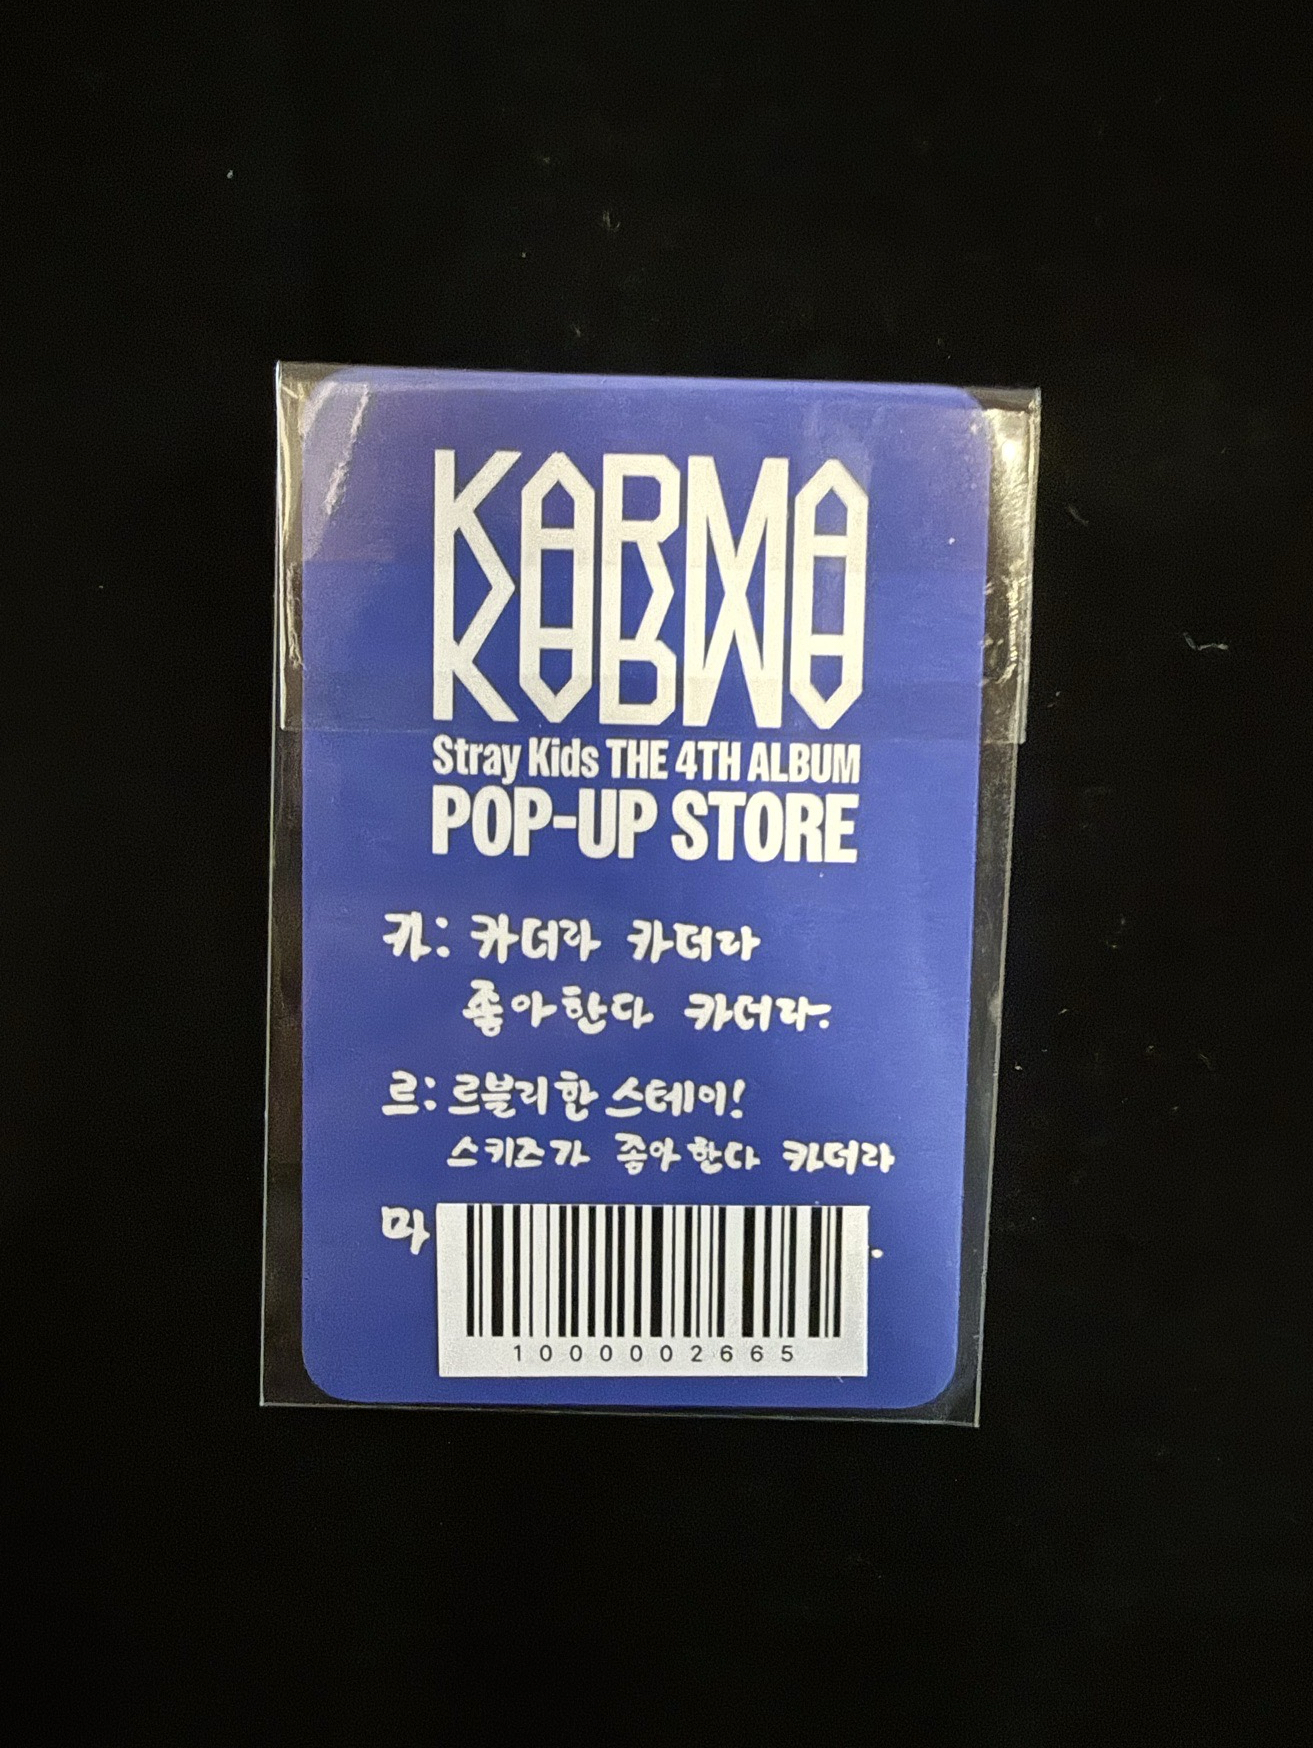 KARMA
Stray Kids THE 4TH ALBUM
POP-UP STORE
카: 카더라 카더라
좋아한다 카더라.
르: 르블리한 스테이!
스키즈가 좋아한다 카더라
마
1000002665